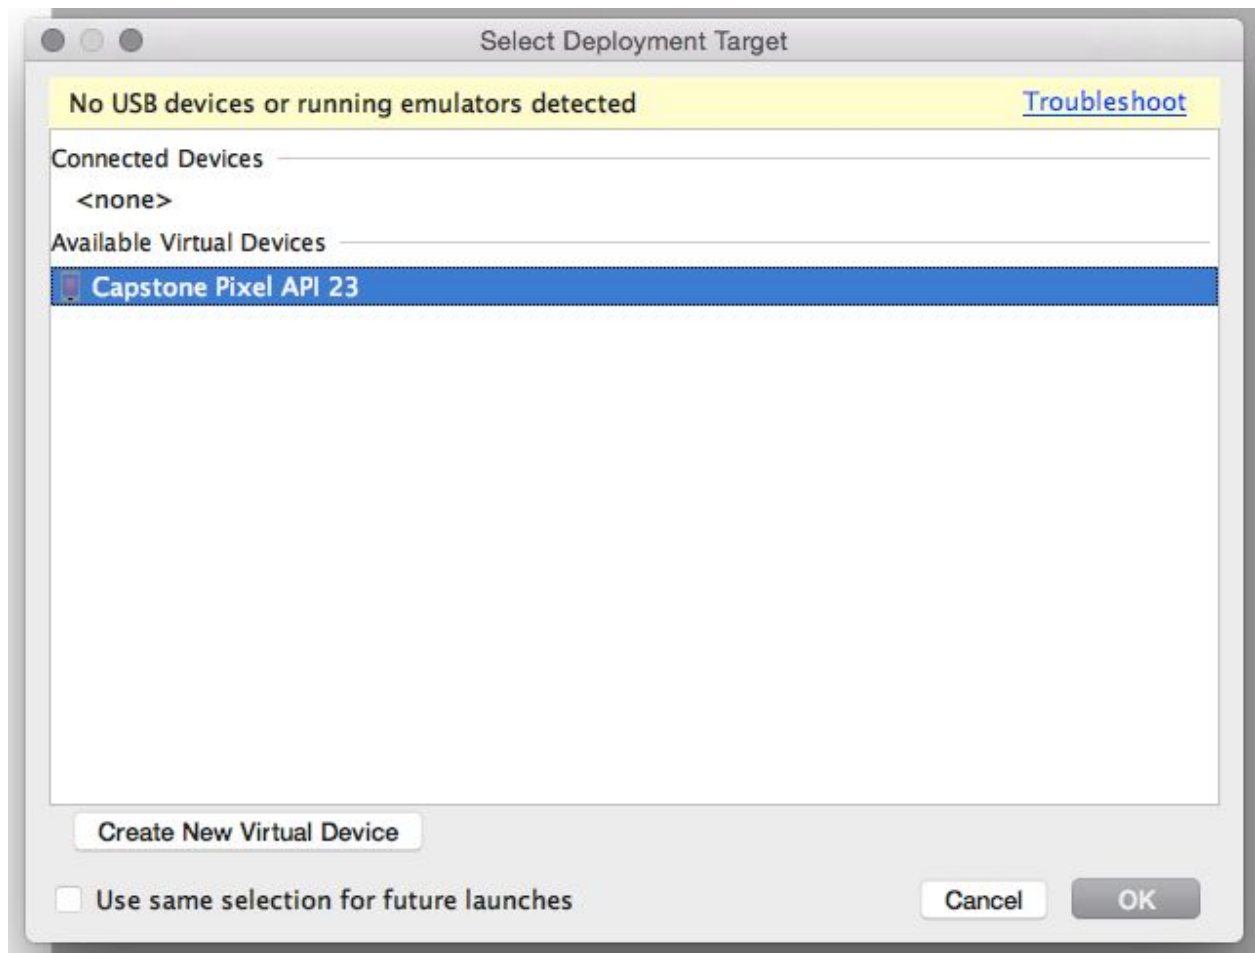 Select Deployment Target
No USB devices or running emulators detected Troubleshoot
Connected Devices
<none>
Available Virtual Devices
Capstone Pixel API 23
Create New Virtual Device
Use same selection for future launches Cancel OK